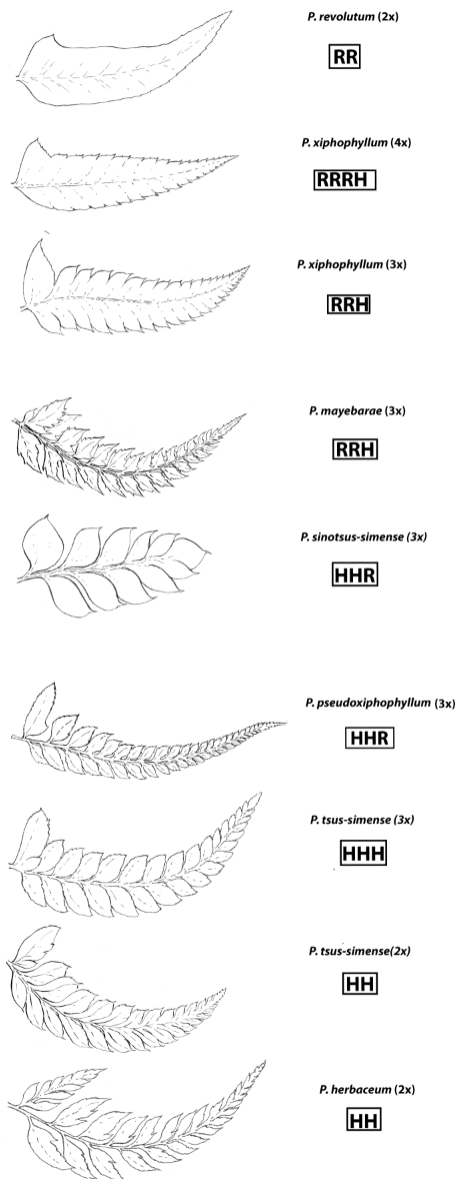 P. revolutum (2x)
RR
P. xiphophyllum (4x)
RRRH
P. xiphophyllum (3x)
RRH
P. mayebarae (3x)
RRH
P. sinotsus-simense (3x)
HHR
P. pseudoxiphophyllum (3x)
HHR
P. tsus-simense (3x)
HHH
P. tsus-simense(2x)
HH
P. herbaceum (2x)
HH